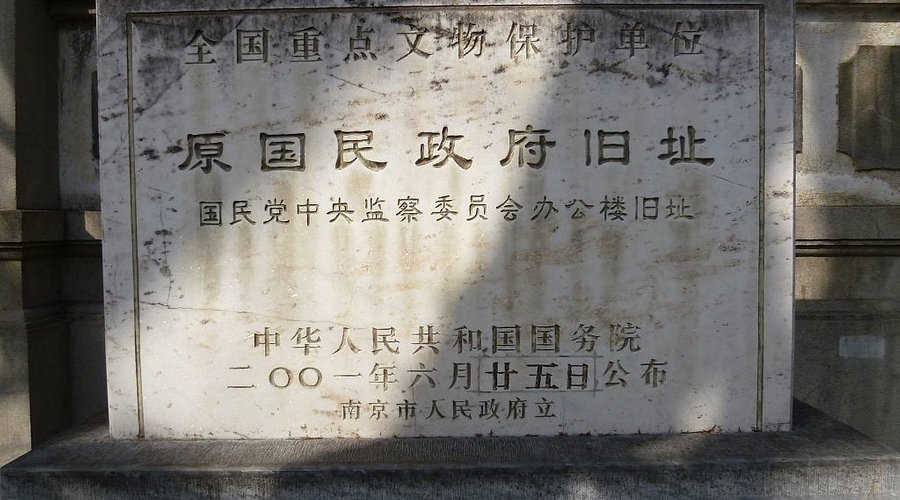 全国重点文物保护单位
原国民政府旧址
国民党中央监察委员会办公楼旧址
中华人民共和国国务院
二〇〇一年六月廿五日公布
南京市人民政府立